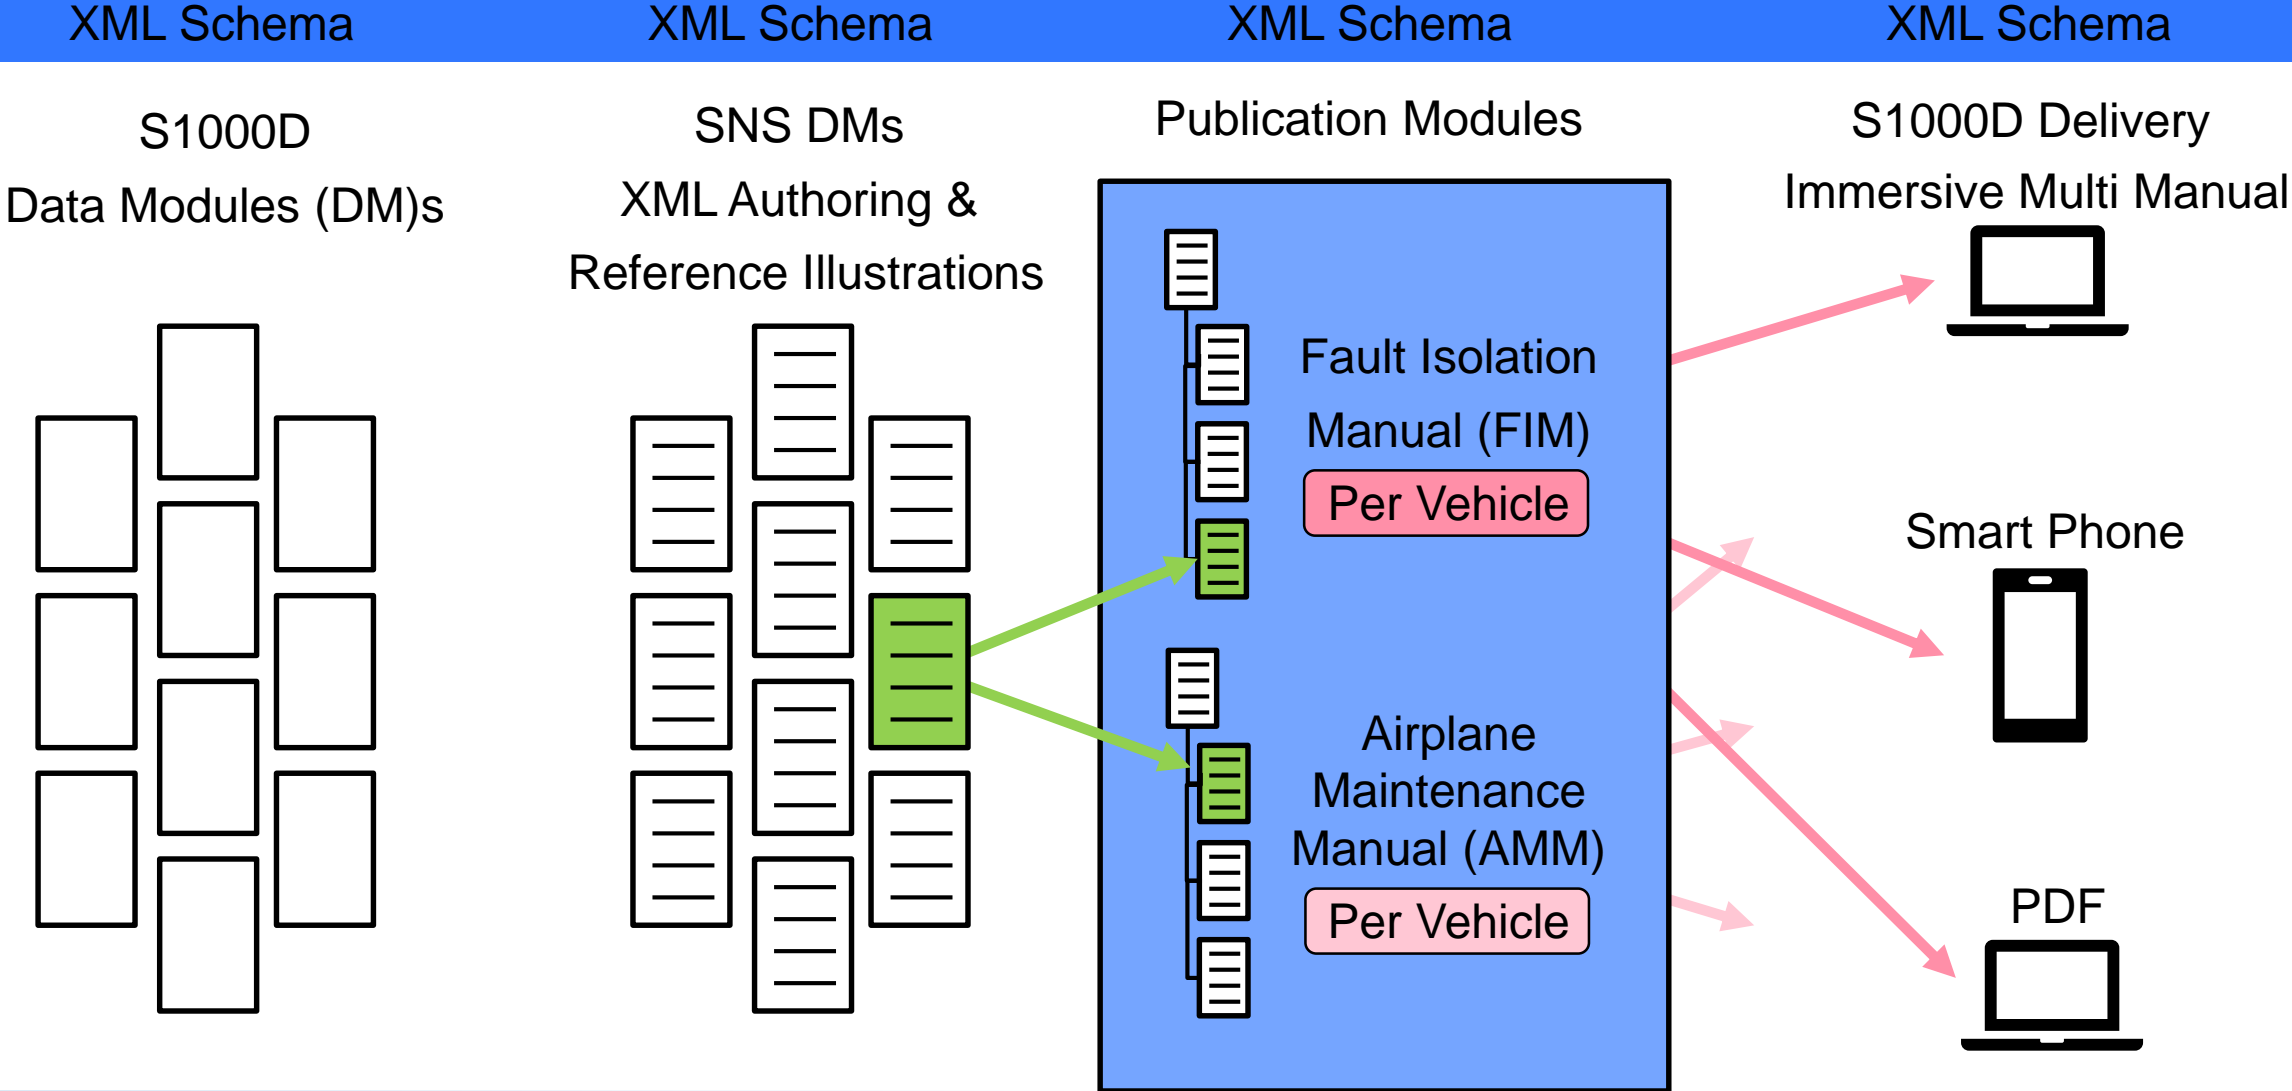 XML Schema
XML Schema
XML Schema
XML Schema
S1000D
Data Modules (DM)s
SNS DMs
XML Authoring &
Reference Illustrations
Publication Modules
Fault Isolation
Manual (FIM)
Per Vehicle
Airplane
Maintenance
Manual (AMM)
Per Vehicle
S1000D Delivery
Immersive Multi Manual
Smart Phone
PDF